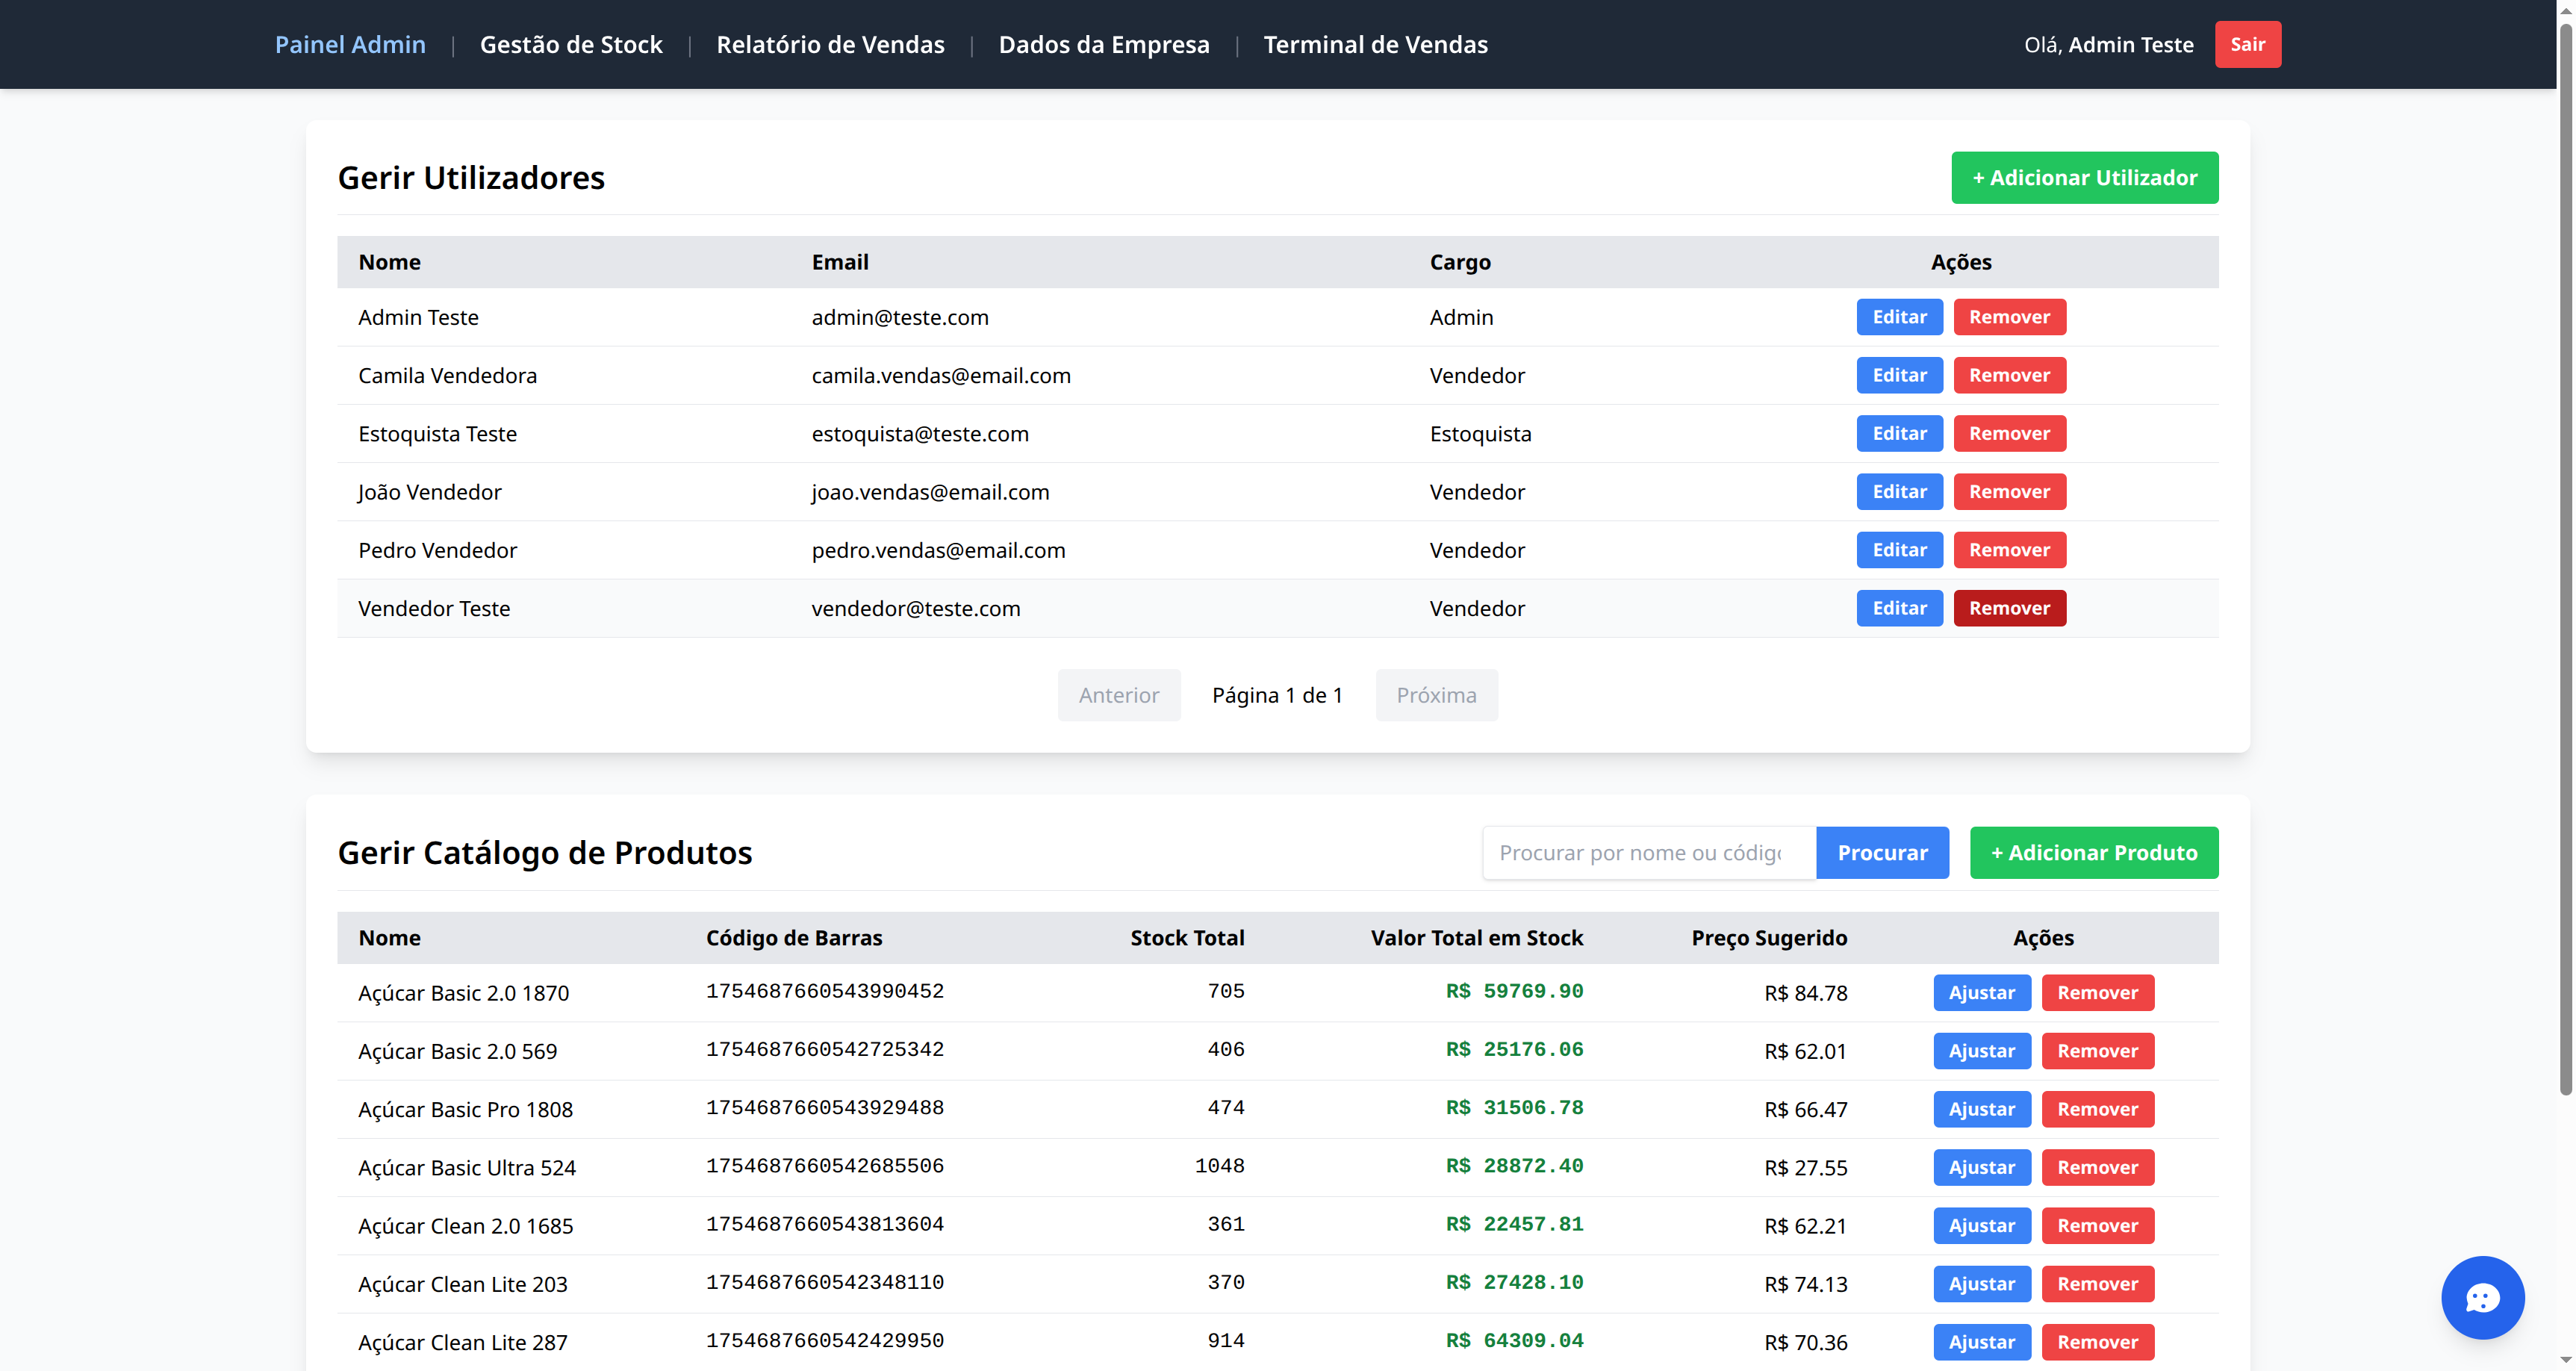 Painel Admin | Gestão de Stock | Relatório de Vendas | Dados da Empresa | Terminal de Vendas Olá, Admin Teste Sair
Gerir Utilizadores + Adicionar Utilizador
Nome Email Cargo Ações
Admin Teste admin@teste.com Admin Editar Remover
Camila Vendedora camila.vendas@email.com Vendedor Editar Remover
Estoquista Teste estoquista@teste.com Estoquista Editar Remover
João Vendedor joao.vendas@email.com Vendedor Editar Remover
Pedro Vendedor pedro.vendas@email.com Vendedor Editar Remover
Vendedor Teste vendedor@teste.com Vendedor Editar Remover
Anterior Página 1 de 1 Próxima
Gerir Catálogo de Produtos Procurar por nome ou código Procurar + Adicionar Produto
Nome Código de Barras Stock Total Valor Total em Stock Preço Sugerido Ações
Açúcar Basic 2.0 1870 1754687660543990452 705 R$ 59769.90 R$ 84.78 Ajustar Remover
Açúcar Basic 2.0 569 1754687660542725342 406 R$ 25176.06 R$ 62.01 Ajustar Remover
Açúcar Basic Pro 1808 1754687660543929488 474 R$ 31506.78 R$ 66.47 Ajustar Remover
Açúcar Basic Ultra 524 1754687660542685506 1048 R$ 28872.40 R$ 27.55 Ajustar Remover
Açúcar Clean 2.0 1685 1754687660543813604 361 R$ 22457.81 R$ 62.21 Ajustar Remover
Açúcar Clean Lite 203 1754687660542348110 370 R$ 27428.10 R$ 74.13 Ajustar Remover
Açúcar Clean Lite 287 1754687660542429950 914 R$ 64309.04 R$ 70.36 Ajustar Remover